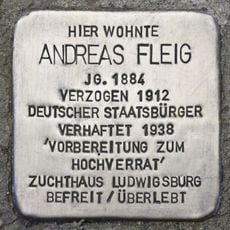 HIER WOHNTE
ANDREAS FLEIG
JG. 1884
VERZOGEN 1912
DEUTSCHER STAATSBÜRGER
VERHAFTET 1938
'VORBEREITUNG ZUM
HOCHVERRAT'
ZUCHTHAUS LUDWIGSBURG
BEFREIT/ÜBERLEBT